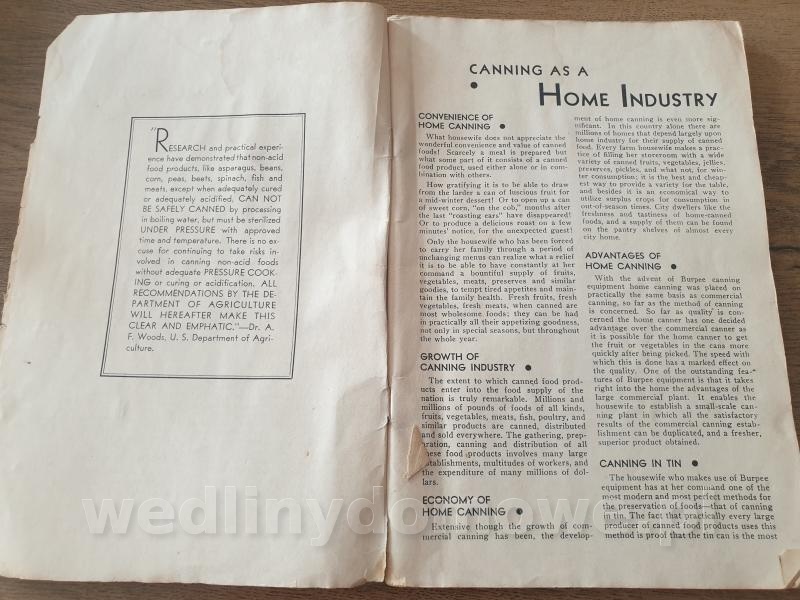 "RESEARCH and practical experi-
ence have demonstrated that non-acid
food products, like asparagus, beans,
corn, peas, beets, spinach, fish and
meats, except when adequately cured
or adequately acidified, CAN NOT
BE SAFELY CANNED by processing
in boiling water, but must be sterilized
UNDER PRESSURE with approved
time and temperature. There is no ex-
cuse for continuing to take risks in-
volved in canning non-acid foods
without adequate PRESSURE COOK-
ING or curing or acidification. ALL
RECOMMENDATIONS BY THE DE-
PARTMENT OF AGRICULTURE
WILL HEREAFTER MAKE THIS
CLEAR AND EMPHATIC."—Dr. A.
F. Woods, U. S. Department of Agri-
culture.
CANNING AS A
HOME INDUSTRY
CONVENIENCE OF
HOME CANNING
What housewife does not appreciate the
wonderful convenience and value of canned
foods! Scarcely a meal is prepared but
what some part of it consists of a canned
food product, used either alone or in com-
bination with others.
How gratifying it is to be able to draw
from the larder a can of luscious fruit for
a mid-winter dessert! Or to open up a can
of sweet corn, "on the cob," months after
the last "roasting ears" have disappeared!
Or to produce a delicious roast on a few
minutes' notice, for the unexpected guest!
Only the housewife who has been forced
to carry her family through a period of
unchanging menus can realize what a relief
it is to be able to have constantly at her
command a bountiful supply of fruits,
vegetables, meats, preserves and similar
goodies, to tempt tired appetites and main-
tain the family health. Fresh fruits, fresh
vegetables, fresh meats, when canned are
most wholesome foods; they can be had
in practically all their appetizing goodness,
not only in special seasons, but throughout
the whole year.
GROWTH OF
CANNING INDUSTRY
The extent to which canned food prod-
ucts enter into the food supply of the
nation is truly remarkable. Millions and
millions of pounds of foods of all kinds,
fruits, vegetables, meats, fish, poultry, and
similar products are canned, distributed
and sold everywhere. The gathering, prep-
aration, canning and distribution of all
these food products involves many large
establishments, multitudes of workers, and
the expenditure of many millions of dol-
lars.
ECONOMY OF
HOME CANNING
Extensive though the growth of com-
mercial canning has been, the develop-
ment of home canning is even more sig-
nificant. In this country alone there are
millions of homes that depend largely upon
home industry for their supply of canned
food. Every farm housewife makes a prac-
tice of filling her storeroom with a wide
variety of canned fruits, vegetables, jellies,
preserves, pickles, and what not, for win-
ter consumption; it is the best and cheap-
est way to provide a variety for the table,
and besides it is an economical way to
utilize surplus crops for consumption in
out-of-season times. City dwellers like the
freshness and tastiness of home-canned
foods, and a supply of them can be found
on the pantry shelves of almost every
city home.
ADVANTAGES OF
HOME CANNING
With the advent of Burpee canning
equipment home canning was placed on
practically the same basis as commercial
canning, so far as the method of canning
is concerned. So far as quality is con-
cerned the home canner has one decided
advantage over the commercial canner as
it is possible for the home canner to get
the fruit or vegetables in the cans more
quickly after being picked. The speed with
which this is done has a marked effect on
the quality. One of the outstanding fea-
tures of Burpee equipment is that it takes
right into the home the advantages of the
large commercial plant. It enables the
housewife to establish a small-scale can-
ning plant in which all the satisfactory
results of the commercial canning estab-
lishment can be duplicated, and a fresher,
superior product obtained.
CANNING IN TIN
The housewife who makes use of Burpee
equipment has at her command one of the
most modern and most perfect methods for
the preservation of foods—that of canning
in tin. The fact that practically every large
producer of canned food products uses this
method is proof that the tin can is the most